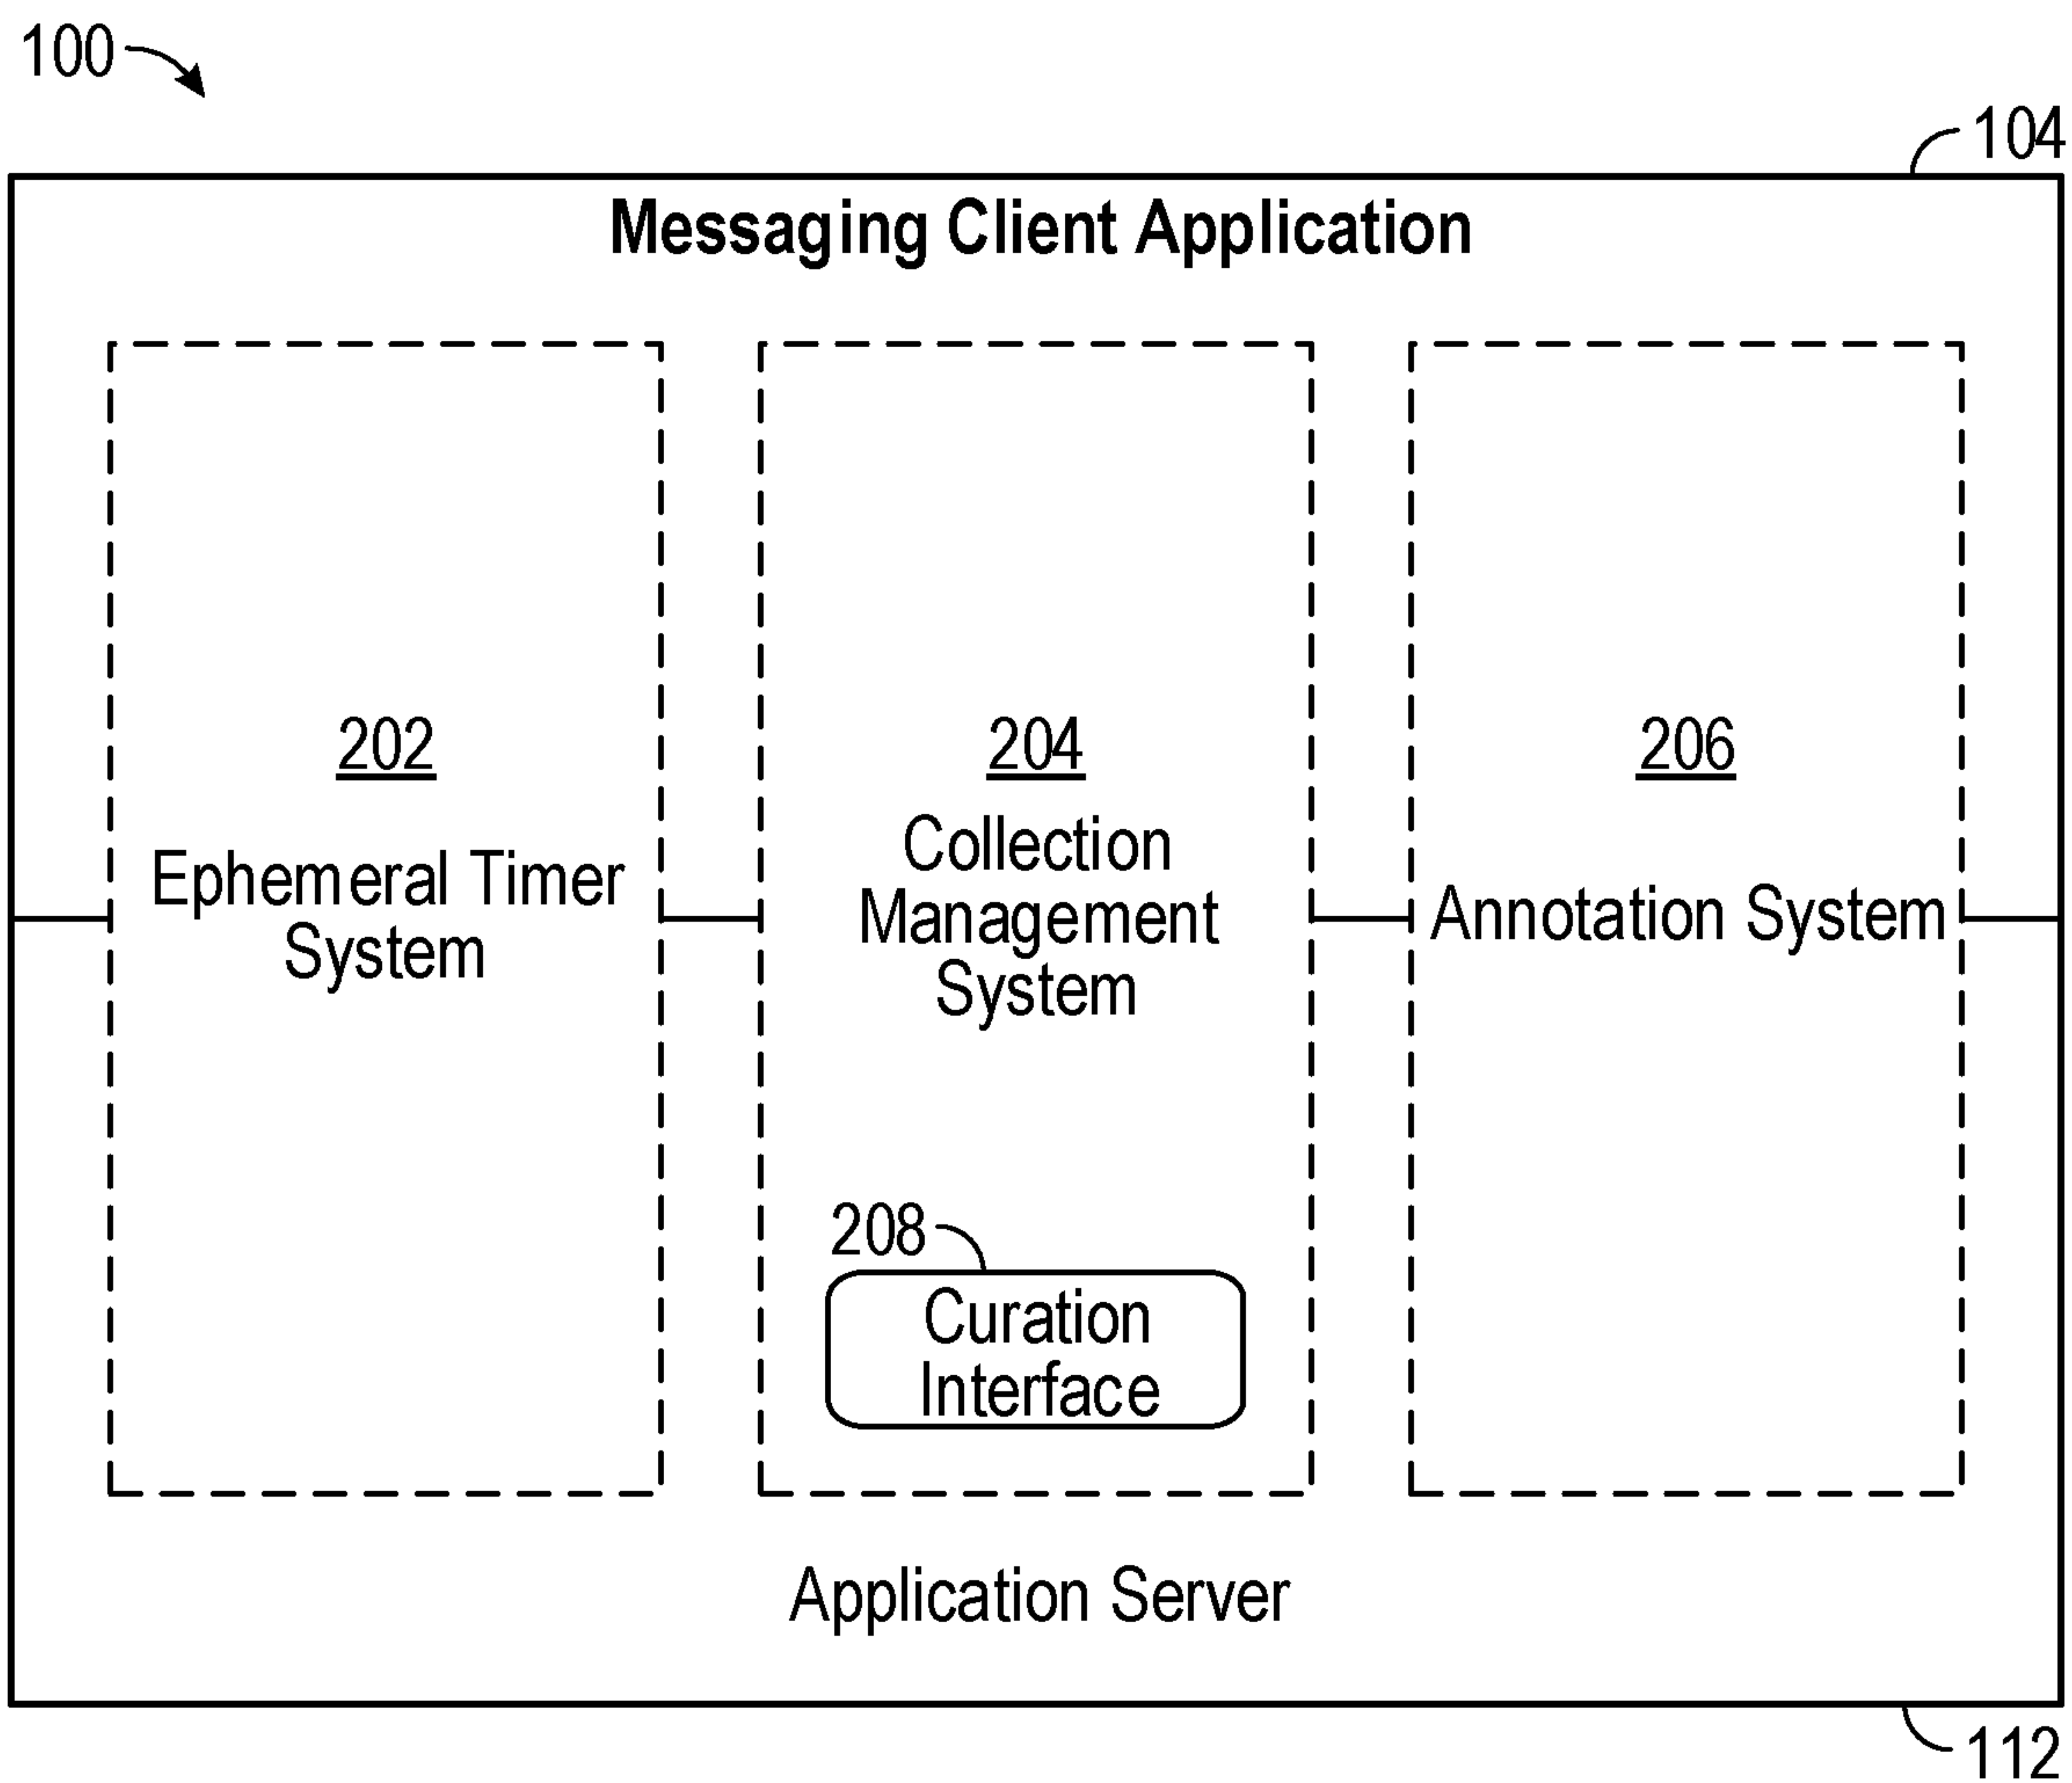 100
104
Messaging Client Application
202
Ephemeral Timer
System
204
Collection
Management
System
206
Annotation System
208
Curation
Interface
Application Server
112